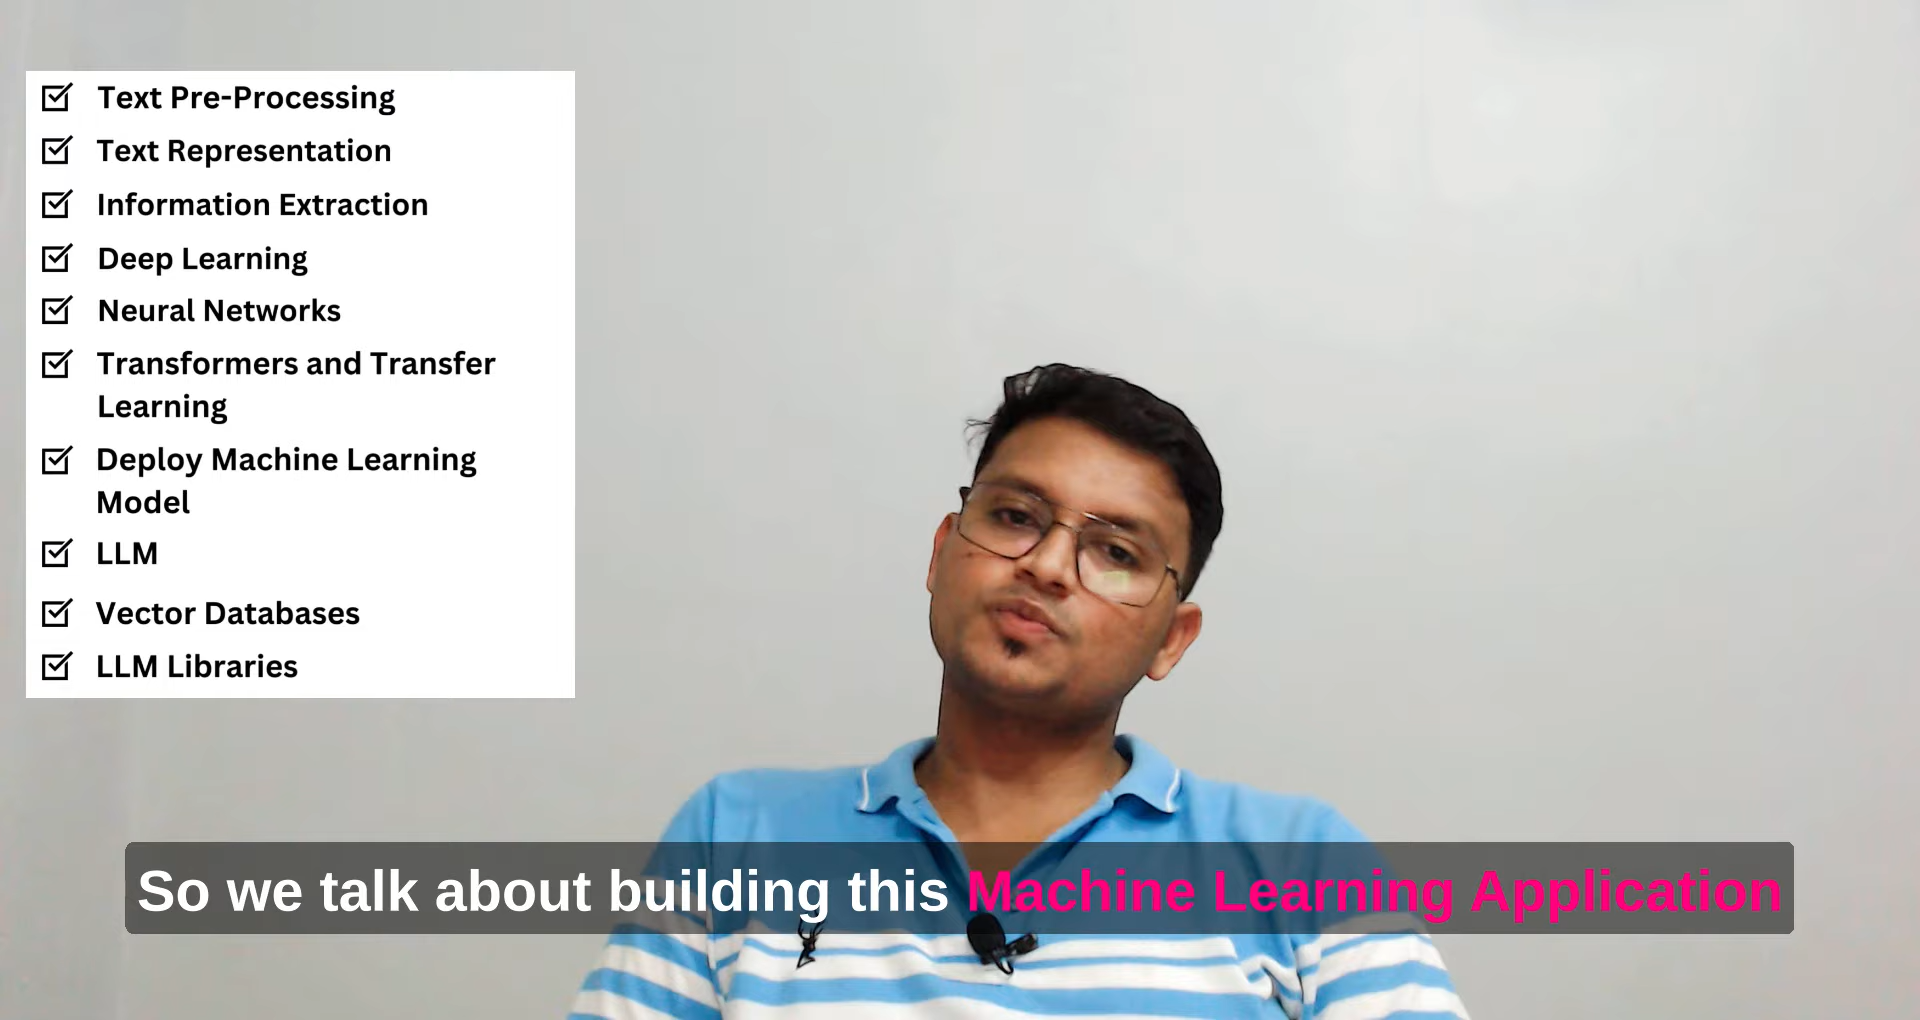 Text Pre-Processing
Text Representation
Information Extraction
Deep Learning
Neural Networks
Transformers and Transfer
Learning
Deploy Machine Learning
Model
LLM
Vector Databases
LLM Libraries
So we talk about building this Machine Learning Application